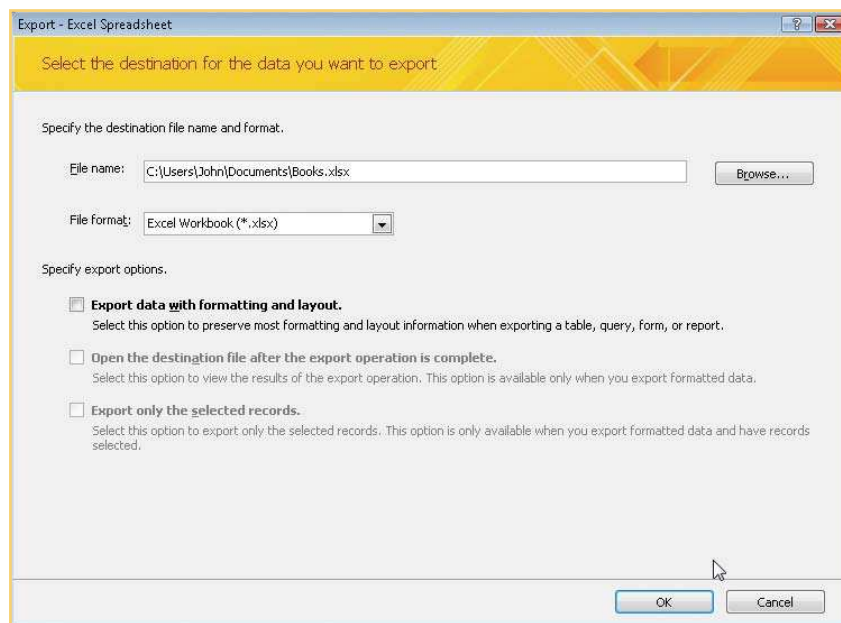 Export - Excel Spreadsheet
Select the destination for the data you want to export
Specify the destination file name and format.
File name: C:\Users\John\Documents\Books.xlsx Browse...
File format: Excel Workbook (*.xlsx)
Specify export options.
Export data with formatting and layout.
Select this option to preserve most formatting and layout information when exporting a table, query, form, or report.
Open the destination file after the export operation is complete.
Select this option to view the results of the export operation. This option is available only when you export formatted data.
Export only the selected records.
Select this option to export only the selected records. This option is only available when you export formatted data and have records
selected.
OK Cancel